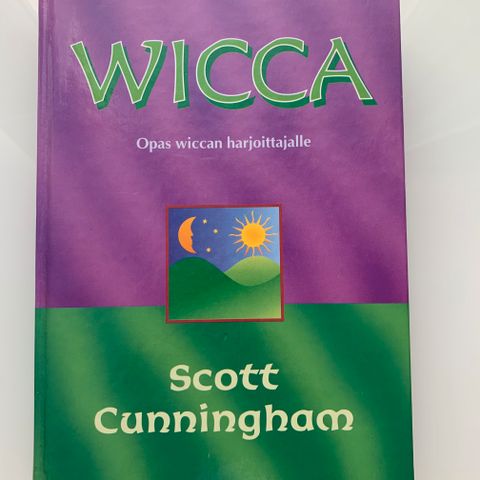 WICCA
Opas wiccan harjoittajalle
Scott
Cunningham